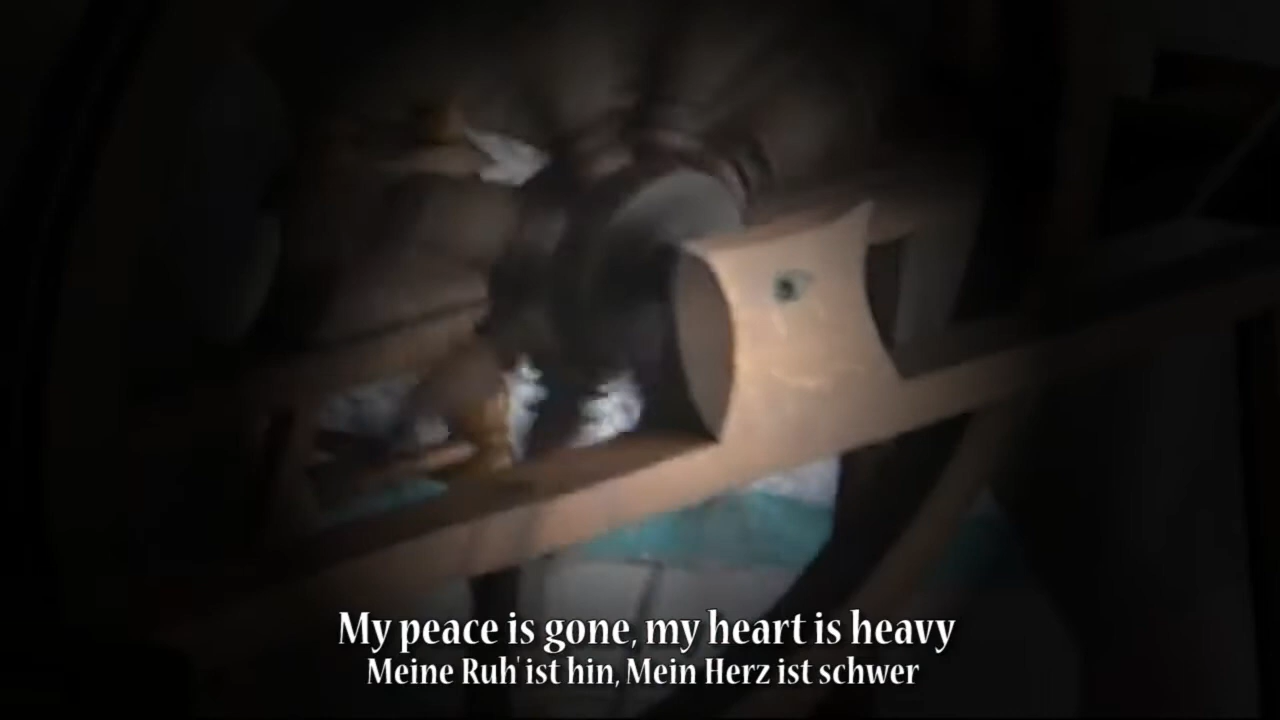 My peace is gone, my heart is heavy
Meine Ruh' ist hin, Mein Herz ist schwer